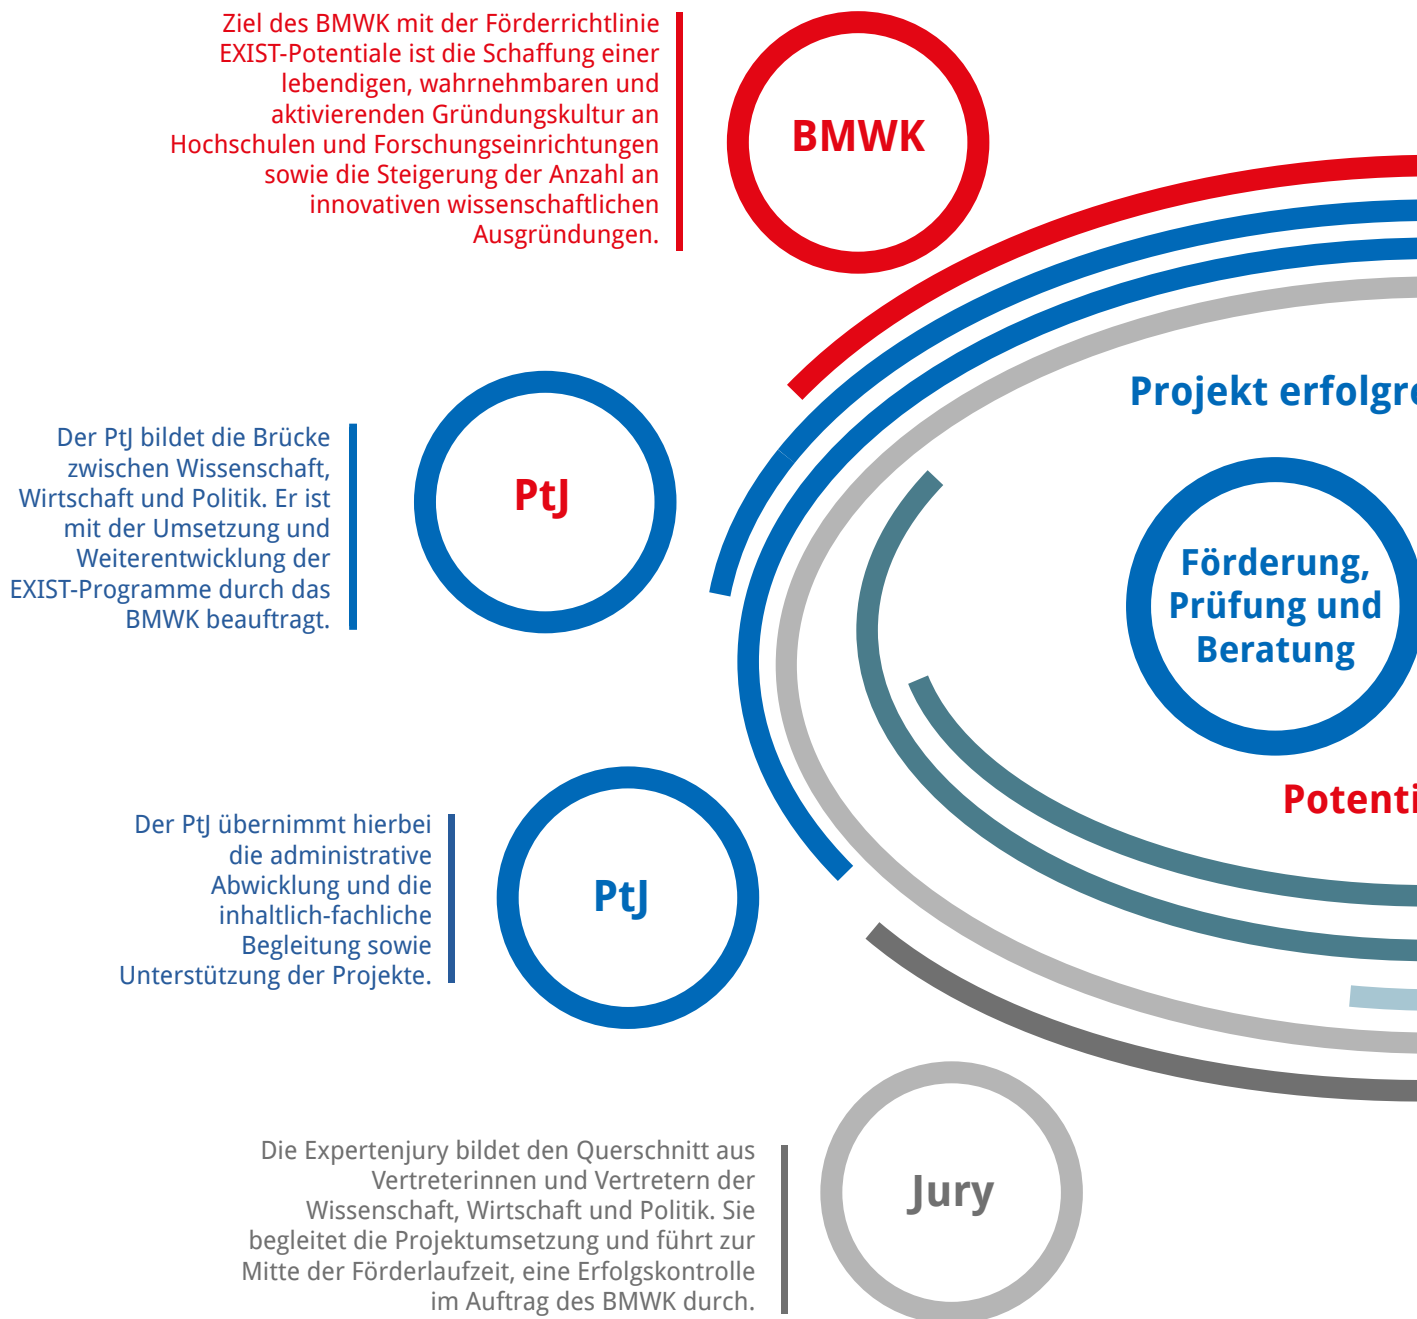 Ziel des BMWK mit der Förderrichtlinie
EXIST-Potentiale ist die Schaffung einer
lebendigen, wahrnehmbaren und
aktivierenden Gründungskultur an
Hochschulen und Forschungseinrichtungen
sowie die Steigerung der Anzahl an
innovativen wissenschaftlichen
Ausgründungen.
BMWK
Projekt erfolgre
Der PtJ bildet die Brücke
zwischen Wissenschaft,
Wirtschaft und Politik. Er ist
mit der Umsetzung und
Weiterentwicklung der
EXIST-Programme durch das
BMWK beauftragt.
PtJ
Förderung,
Prüfung und
Beratung
Potenti
Der PtJ übernimmt hierbei
die administrative
Abwicklung und die
inhaltlich-fachliche
Begleitung sowie
Unterstützung der Projekte.
PtJ
Die Expertenjury bildet den Querschnitt aus
Vertreterinnen und Vertretern der
Wissenschaft, Wirtschaft und Politik. Sie
begleitet die Projektumsetzung und führt zur
Mitte der Förderlaufzeit, eine Erfolgskontrolle
im Auftrag des BMWK durch.
Jury